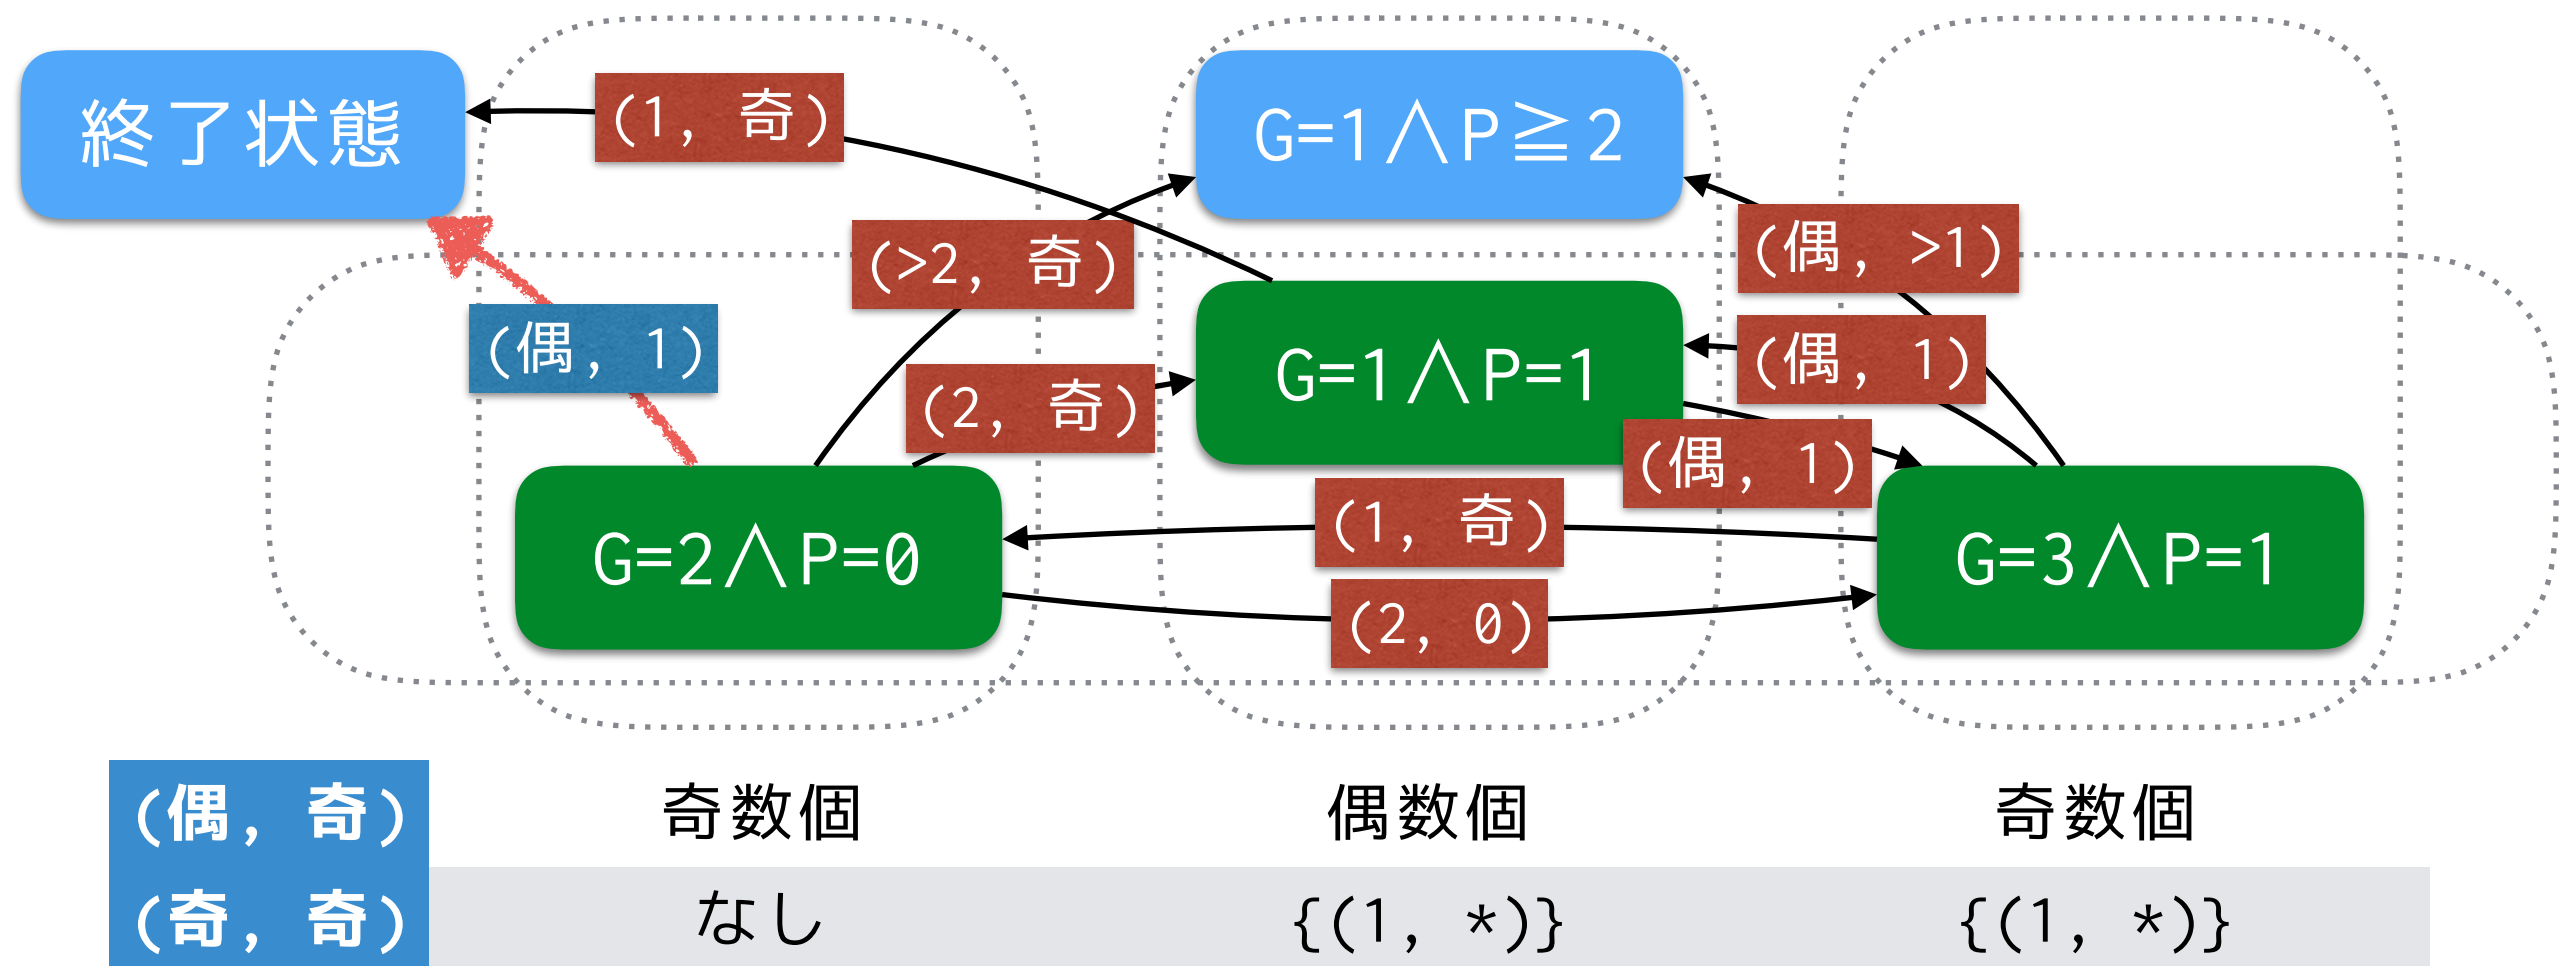 終了状態
(1, 奇)
G=1∧P≧2
(>2, 奇)
(偶, >1)
(偶, 1)
(偶, 1)
(2, 奇)
G=1∧P=1
(偶, 1)
(1, 奇)
G=2∧P=0
G=3∧P=1
(2, 0)
(偶, 奇) 奇数個 偶数個 奇数個
(奇, 奇) なし {(1, *)} {(1, *)}